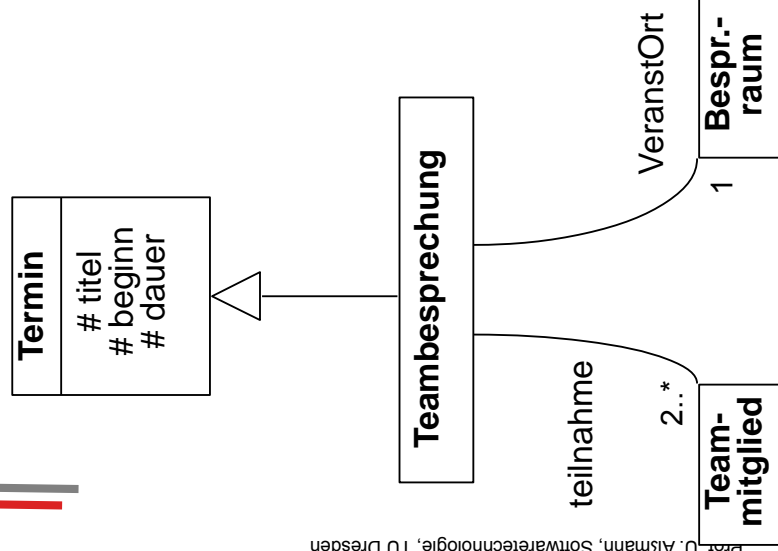 Termin
# titel
# beginn
# dauer
Teambesprechung
teilnahme
VeranstOrt
2..*
1
Team-
mitglied
Bespr.-
raum
Prof. U. Aßmann, Softwaretechnologie, TU Dresden